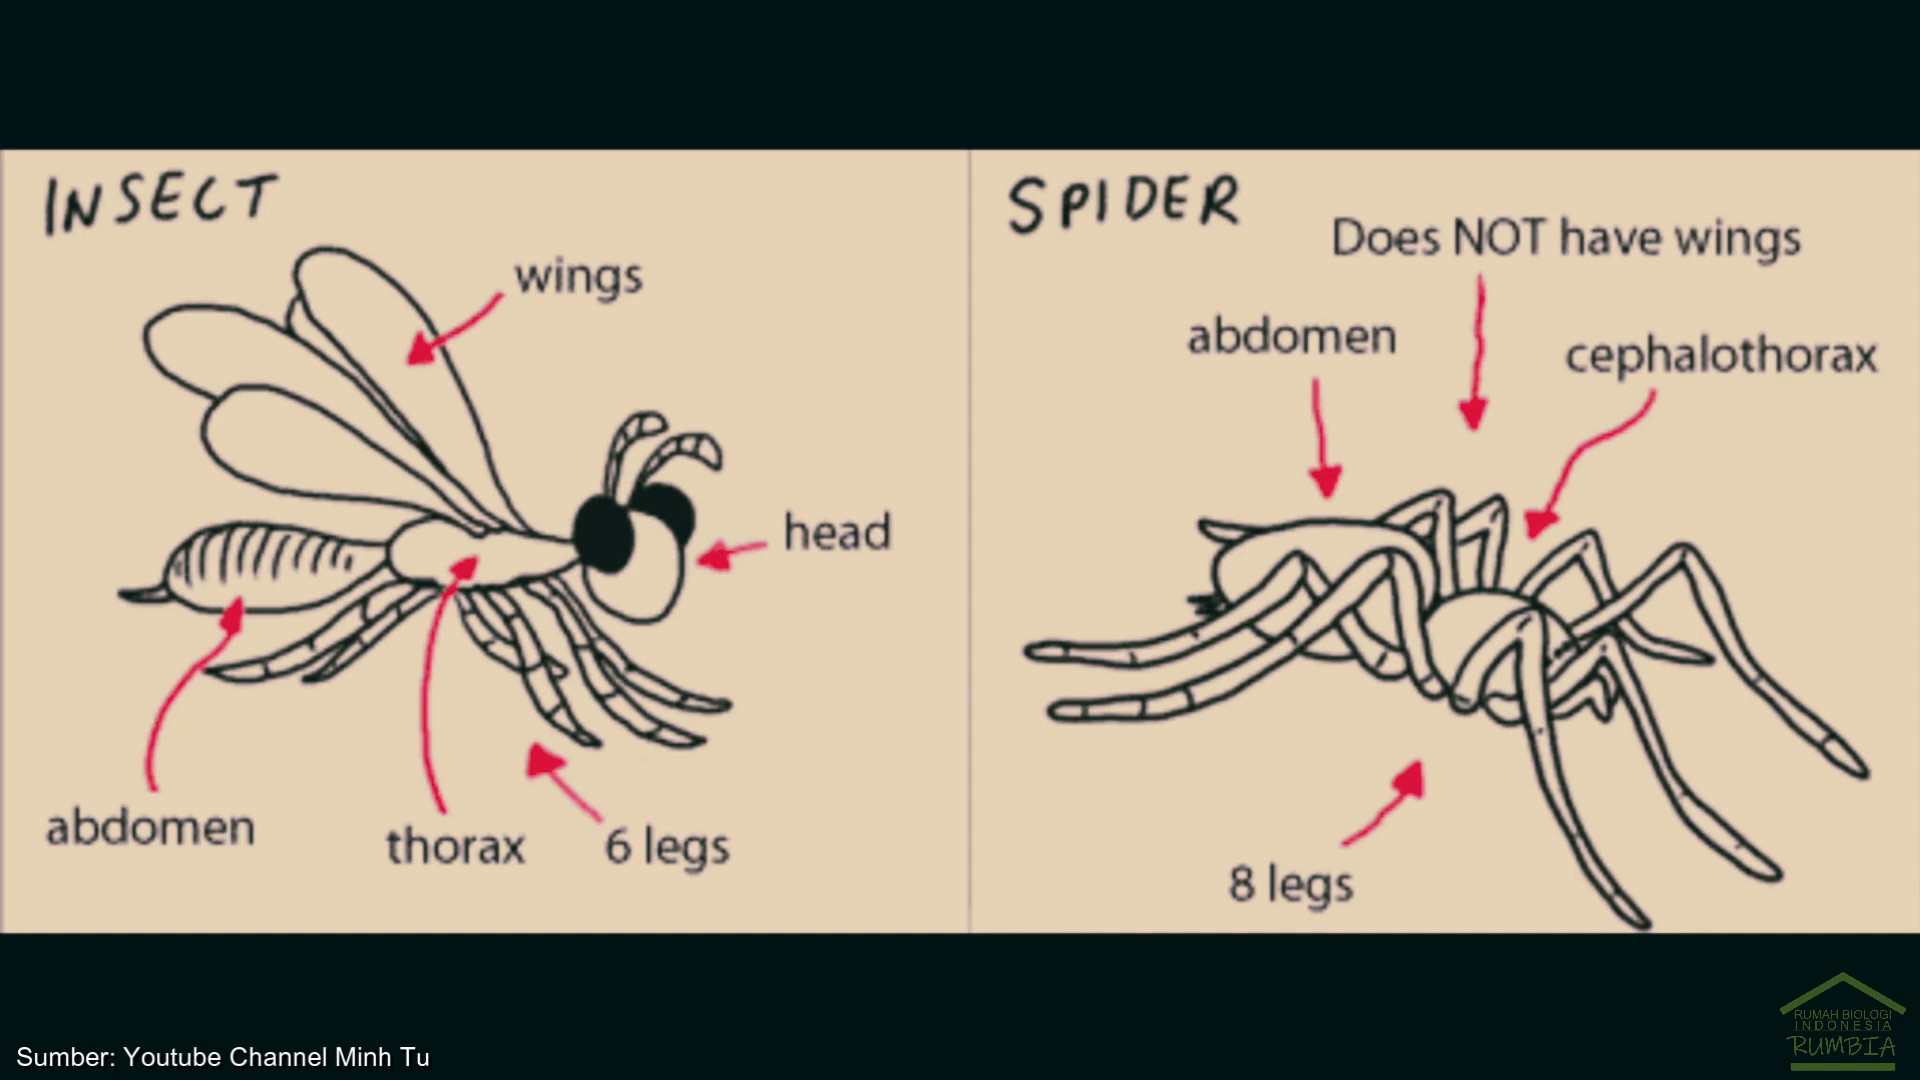 INSECT
wings
head
abdomen
thorax
6 legs
SPIDER
Does NOT have wings
abdomen
cephalothorax
8 legs
Sumber: Youtube Channel Minh Tu
RUMAH BIOLOGI
INDONESIA
RUMBIA